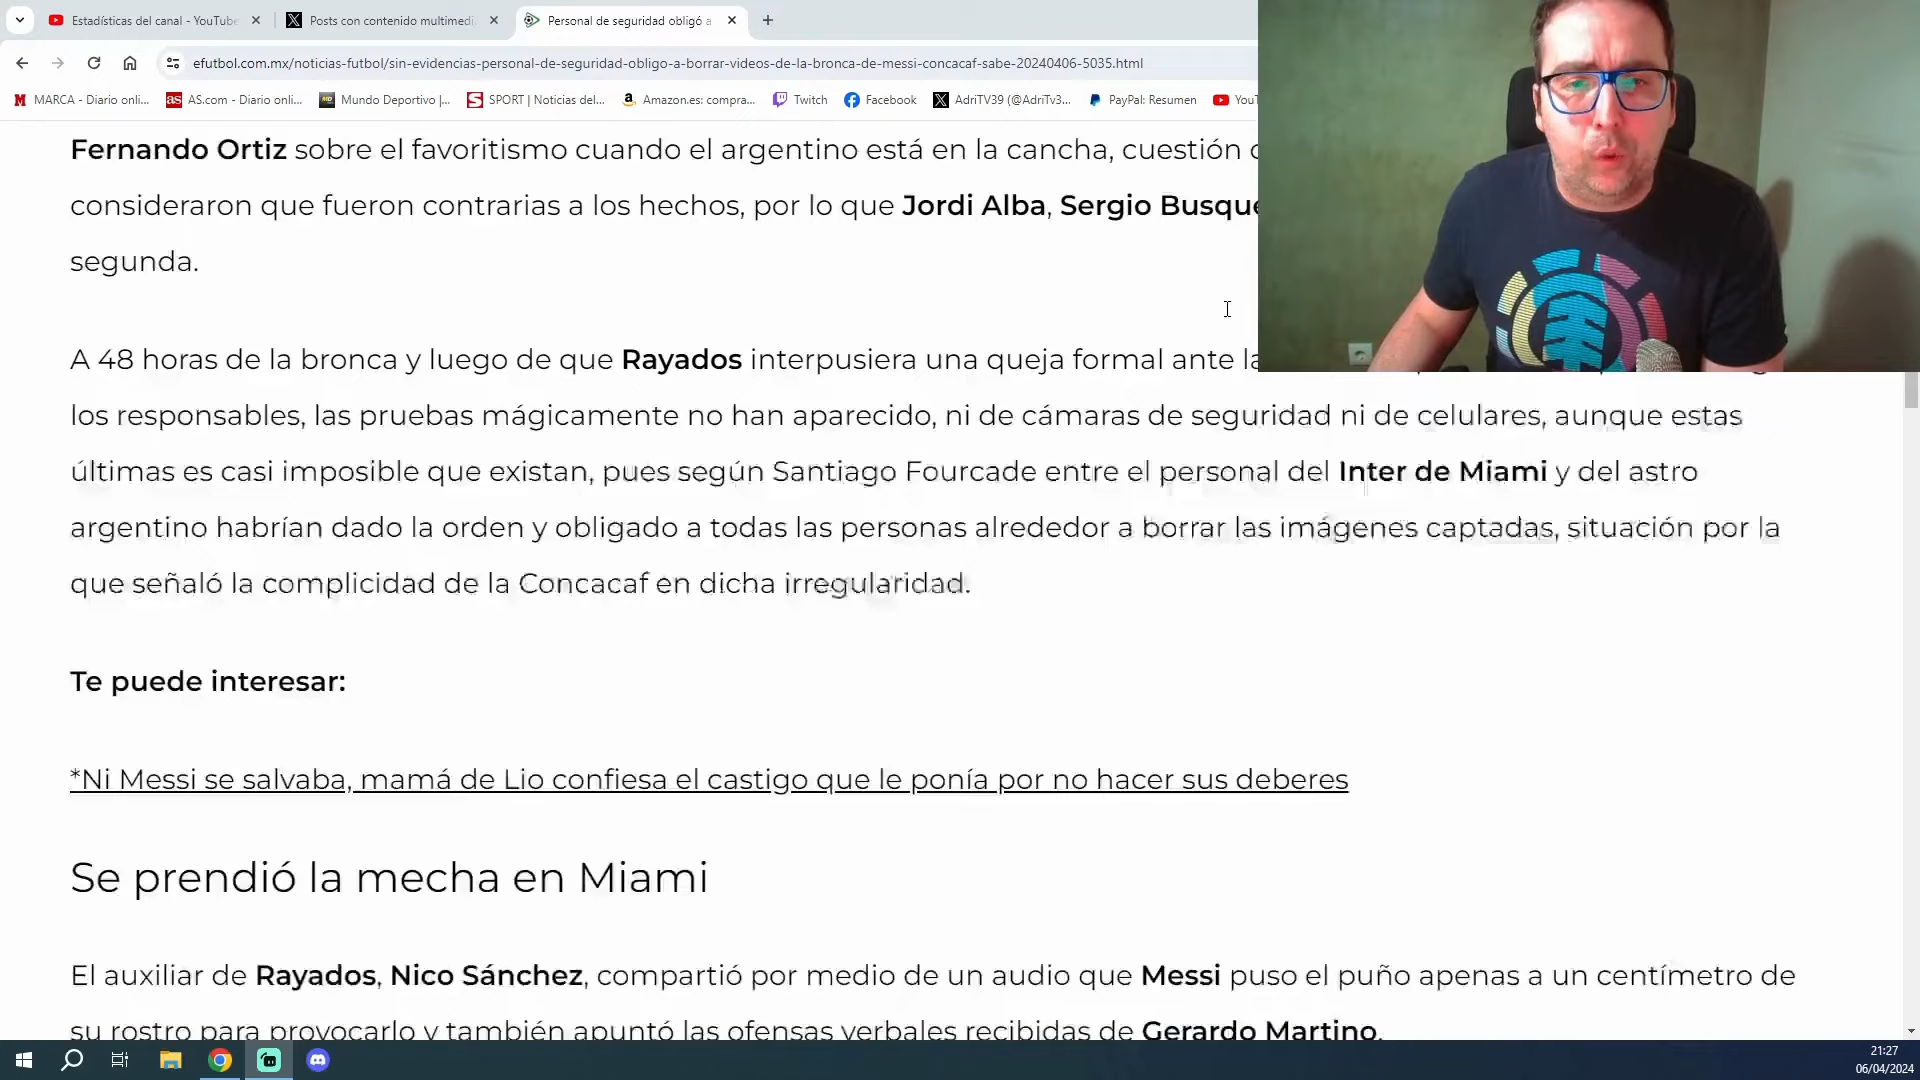 Estadísticas del canal - YouTube
Posts con contenido multimedi
Personal de seguridad obligó a
efutbol.com.mx/noticias-futbol/sin-evidencias-personal-de-seguridad-obligo-a-borrar-videos-de-la-bronca-de-messi-concacaf-sabe-20240406-5035.html
MARCA - Diario onli...
AS.com - Diario onli...
Mundo Deportivo |...
SPORT | Noticias del...
Amazon.es: compra...
Twitch
Facebook
AdriTV39 (@AdriTv3...
PayPal: Resumen
Fernando Ortiz sobre el favoritismo cuando el argentino está en la cancha, cuestión
consideraron que fueron contrarias a los hechos, por lo que Jordi Alba, Sergio Busque
segunda.
A 48 horas de la bronca y luego de que Rayados interpusiera una queja formal ante la
los responsables, las pruebas mágicamente no han aparecido, ni de cámaras de seguridad ni de celulares, aunque estas
últimas es casi imposible que existan, pues según Santiago Fourcade entre el personal del Inter de Miami y del astro
argentino habrían dado la orden y obligado a todas las personas alrededor a borrar las imágenes captadas, situación por la
que señaló la complicidad de la Concacaf en dicha irregularidad.
Te puede interesar:
*Ni Messi se salvaba, mamá de Lio confiesa el castigo que le ponía por no hacer sus deberes
Se prendió la mecha en Miami
El auxiliar de Rayados, Nico Sánchez, compartió por medio de un audio que Messi puso el puño apenas a un centímetro de
su rostro para provocarlo y también apuntó las ofensas verbales recibidas de Gerardo Martino.
21:27
06/04/2024